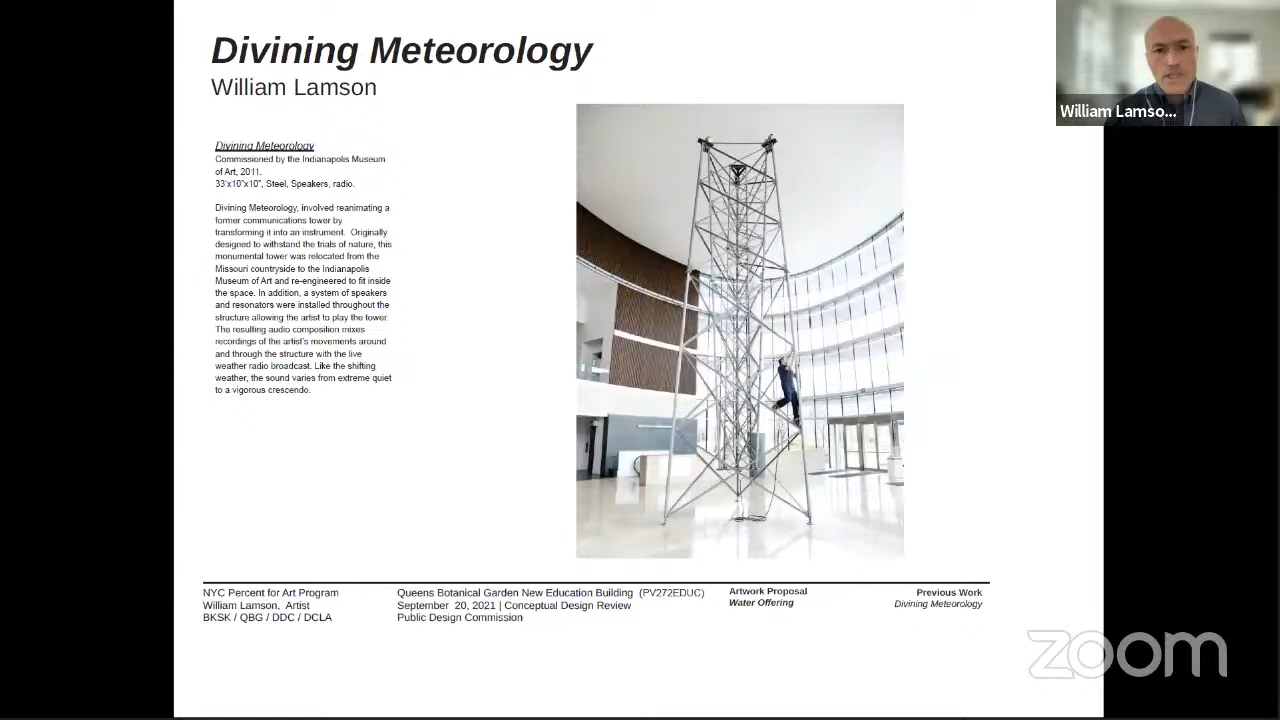 Divining Meteorology
William Lamson
Divining Meteorology
Commissioned by the Indianapolis Museum
of Art, 2011.
33'x10"x10", Steel, Speakers, radio.
Divining Meteorology, involved reanimating a
former communications tower by
transforming it into an instrument. Originally
designed to withstand the trials of nature, this
monumental tower was relocated from the
Missouri countryside to the Indianapolis
Museum of Art and re-engineered to fit inside
the space. In addition, a system of speakers
and resonators were installed throughout the
structure allowing the artist to play the tower.
The resulting audio composition mixes
recordings of the artist's movements around
and through the structure with the live
weather radio broadcast. Like the shifting
weather, the sound varies from extreme quiet
to a vigorous crescendo.
NYC Percent for Art Program
William Lamson, Artist
BKSK / QBG / DDC / DCLA
Queens Botanical Garden New Education Building (PV272EDUC)
September 20, 2021 | Conceptual Design Review
Public Design Commission
Artwork Proposal
Water Offering
Previous Work
Divining Meteorology
William Lamso...
zoom